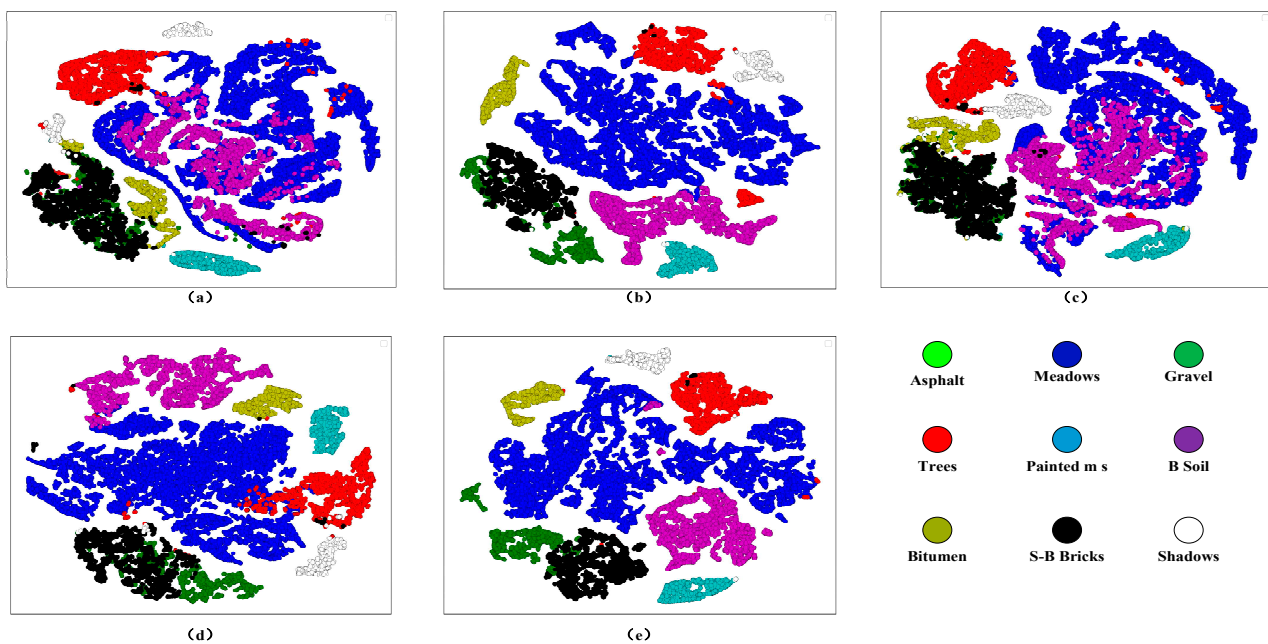 (a)
(b)
(c)
Asphalt
Meadows
Gravel
Trees
Painted m s
B Soil
Bitumen
S-B Bricks
Shadows
(d)
(e)